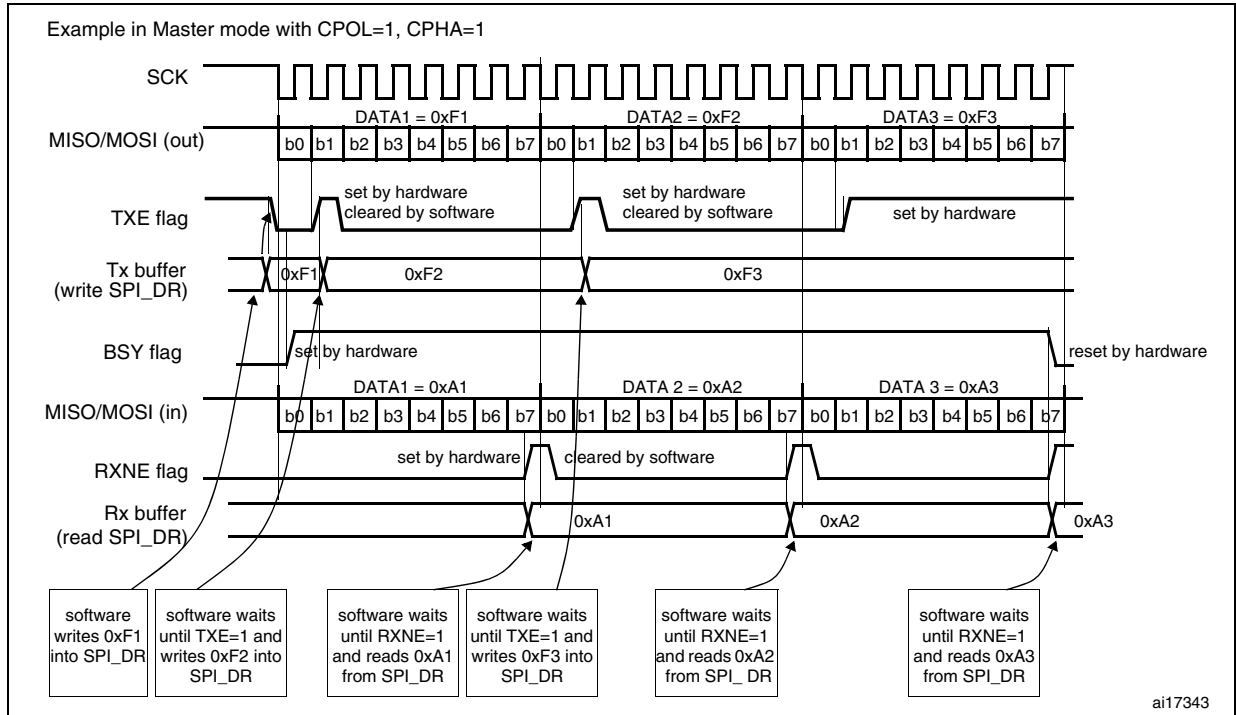 Example in Master mode with CPOL=1, CPHA=1
SCK
DATA1 = 0xF1
DATA2 = 0xF2
DATA3 = 0xF3
MISO/MOSI (out)
b0 b1 b2 b3 b4 b5 b6 b7 b0 b1 b2 b3 b4 b5 b6 b7 b0 b1 b2 b3 b4 b5 b6 b7
TXE flag
set by hardware
cleared by software
set by hardware
cleared by software
set by hardware
Tx buffer
(write SPI_DR)
0xF1
0xF2
0xF3
BSY flag
set by hardware
reset by hardware
DATA1 = 0xA1
DATA 2 = 0xA2
DATA 3 = 0xA3
MISO/MOSI (in)
b0 b1 b2 b3 b4 b5 b6 b7 b0 b1 b2 b3 b4 b5 b6 b7 b0 b1 b2 b3 b4 b5 b6 b7
RXNE flag
set by hardware
cleared by software
Rx buffer
(read SPI_DR)
0xA1
0xA2
0xA3
software
writes 0xF1
into SPI_DR
software waits
until TXE=1 and
writes 0xF2 into
SPI_DR
software waits
until RXNE=1
and reads 0xA1
from SPI_DR
software waits
until TXE=1 and
writes 0xF3 into
SPI_DR
software waits
until RXNE=1
and reads 0xA2
from SPI_ DR
software waits
until RXNE=1
and reads 0xA3
from SPI_DR
ai17343